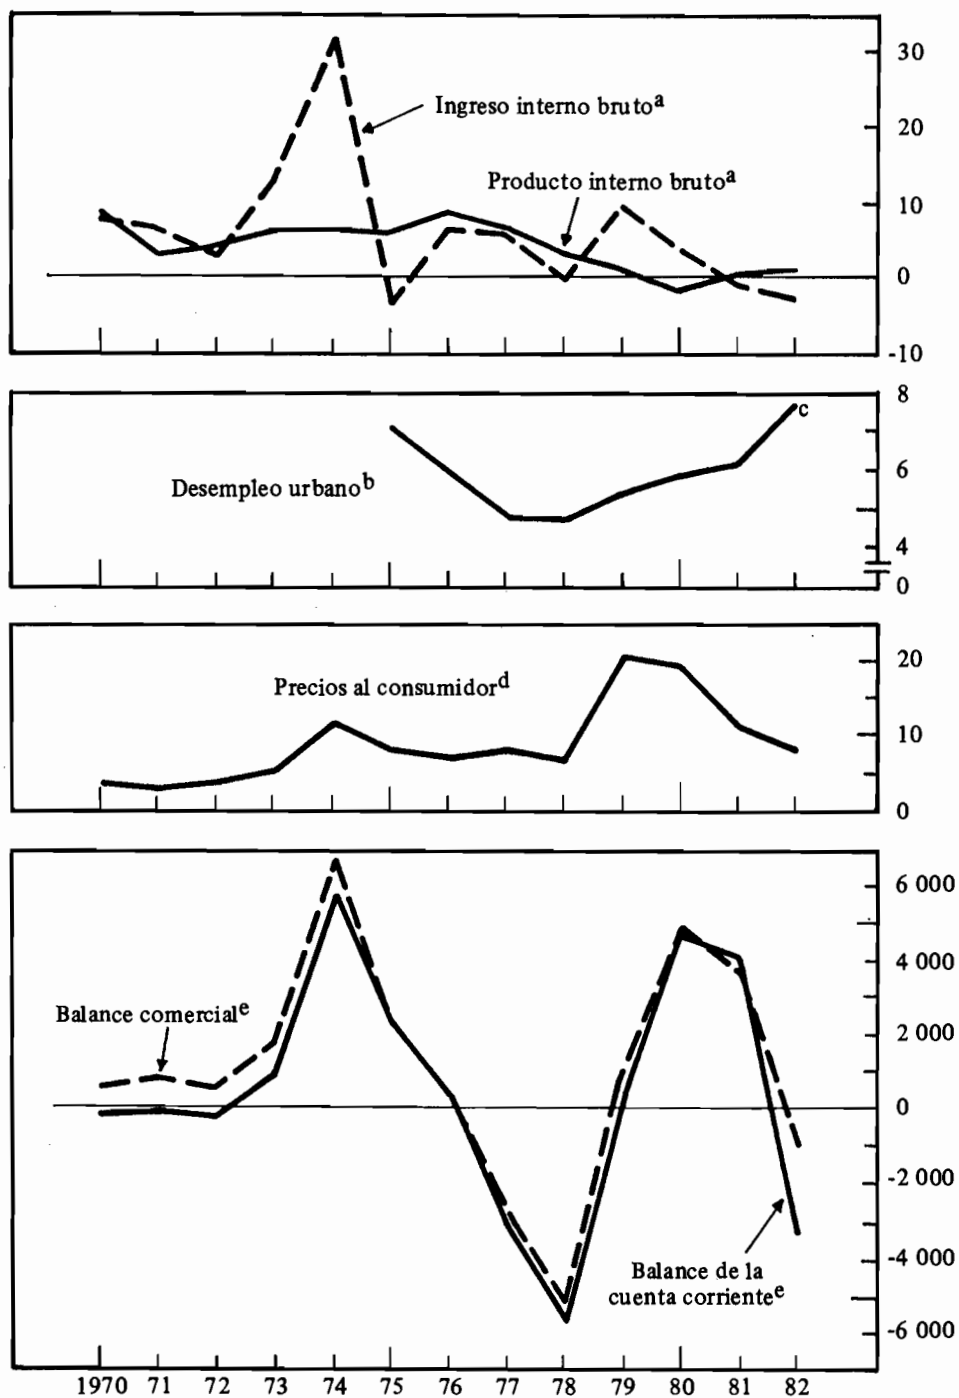 30
Ingreso interno bruto^a
20
Producto interno bruto^a
10
0
-10
8
c
6
Desempleo urbano^b
4
0
20
Precios al consumidor^d
10
0
6 000
4 000
Balance comercial^e
2 000
0
-2 000
-4 000
Balance de la
cuenta corriente^e
-6 000
1970 71 72 73 74 75 76 77 78 79 80 81 82